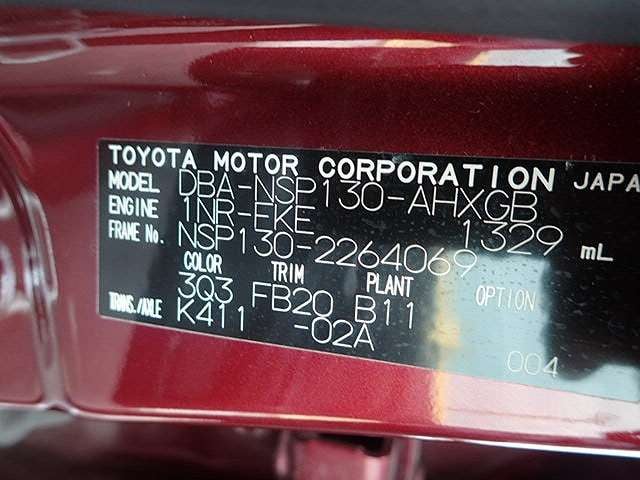 TOYOTA MOTOR CORPORATION JAPA
MODEL DBA-NSP130-AHXGB
ENGINE 1NR-FKE 1329 mL
FRAME No. NSP130-2264069
COLOR TRIM PLANT OPTION
3Q3 FB20 B11
TRANS./AXLE K411 -02A
004